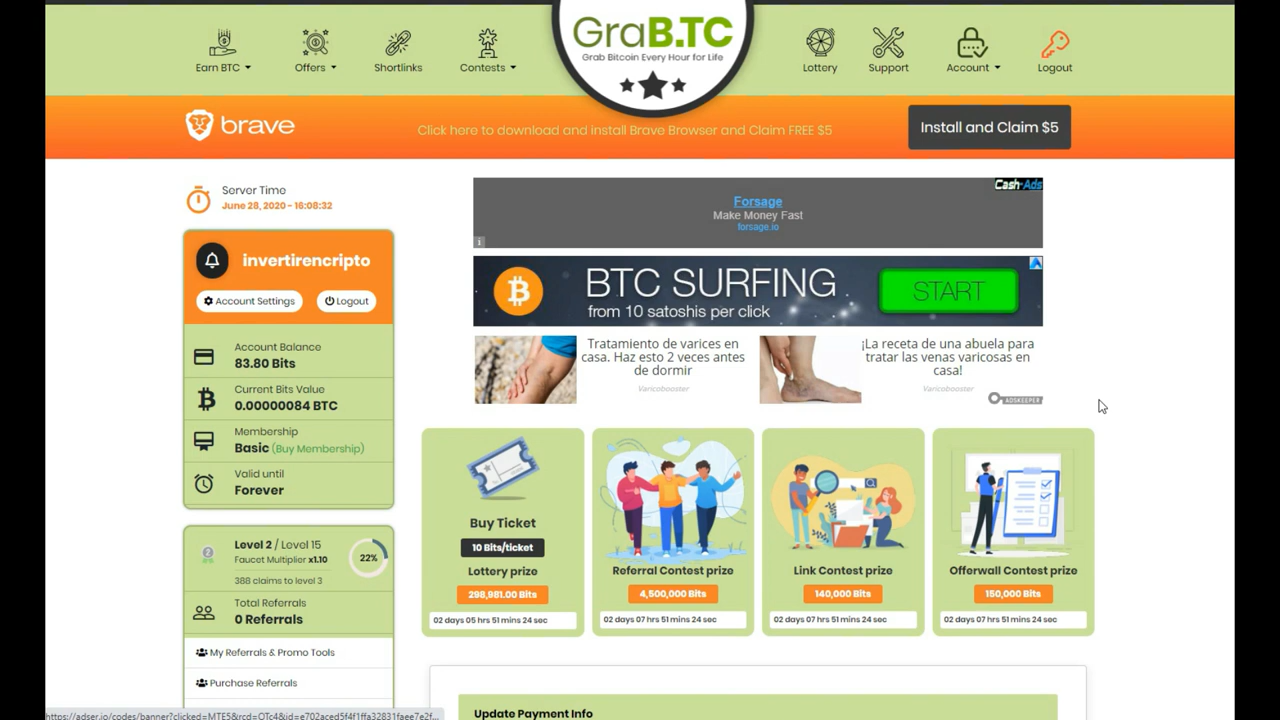 GraB.TC
Grab Bitcoin Every Hour for Life
Earn BTC
Offers
Shortlinks
Contests
Lottery
Support
Account
Logout
brave
Click here to download and install Brave Browser and Claim FREE $5
Install and Claim $5
Server Time
June 28, 2020 - 16:08:32
invertirencripto
Account Settings
Logout
Account Balance
83.80 Bits
Current Bits Value
0.00000084 BTC
Membership
Basic (Buy Membership)
Valid until
Forever
Level 2 / Level 15
Faucet Multiplier x1.10
388 claims to level 3
22%
Total Referrals
0 Referrals
My Referrals & Promo Tools
Purchase Referrals
Cash-Ads
Forsage
Make Money Fast
forsage.io
BTC SURFING
from 10 satoshis per click
START
Tratamiento de varices en
casa. Haz esto 2 veces antes
de dormir
Varicobooster
¡La receta de una abuela para
tratar las venas varicosas en
casa!
Varicobooster
ADSKEEPER
Buy Ticket
10 Bits/ticket
Lottery prize
298,981.00 Bits
02 days 05 hrs 51 mins 24 sec
Referral Contest prize
4,500,000 Bits
02 days 07 hrs 51 mins 24 sec
Link Contest prize
140,000 Bits
02 days 07 hrs 51 mins 24 sec
Offerwall Contest prize
150,000 Bits
02 days 07 hrs 51 mins 24 sec
Update Payment Info